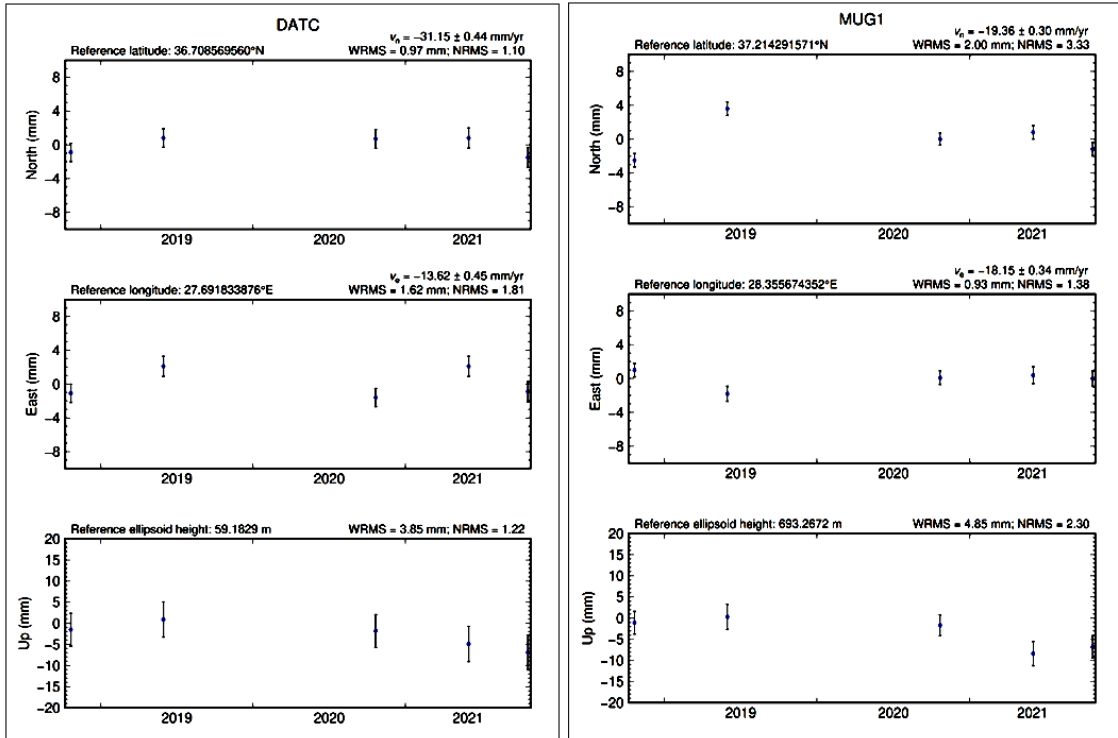 DATC
vn = −31.15 ± 0.44 mm/yr
Reference latitude: 36.708569560°N WRMS = 0.97 mm; NRMS = 1.10
8
4
0
−4
−8
North (mm)
2019 2020 2021
ve = −13.62 ± 0.45 mm/yr
Reference longitude: 27.691833876°E WRMS = 1.62 mm; NRMS = 1.81
8
4
0
−4
−8
East (mm)
2019 2020 2021
Reference ellipsoid height: 59.1829 m WRMS = 3.85 mm; NRMS = 1.22
20
15
10
5
0
−5
−10
−15
−20
Up (mm)
2019 2020 2021
MUG1
vn = −19.36 ± 0.30 mm/yr
Reference latitude: 37.214291571°N WRMS = 2.00 mm; NRMS = 3.33
8
4
0
−4
−8
North (mm)
2019 2020 2021
ve = −18.15 ± 0.34 mm/yr
Reference longitude: 28.355674352°E WRMS = 0.93 mm; NRMS = 1.38
8
4
0
−4
−8
East (mm)
2019 2020 2021
Reference ellipsoid height: 693.2672 m WRMS = 4.85 mm; NRMS = 2.30
20
15
10
5
0
−5
−10
−15
−20
Up (mm)
2019 2020 2021